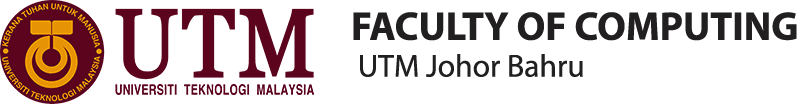 KERANA TUHAN UNTUK MANUSIA
UNIVERSITI TEKNOLOGI MALAYSIA
UTM
UNIVERSITI TEKNOLOGI MALAYSIA
FACULTY OF COMPUTING
UTM Johor Bahru